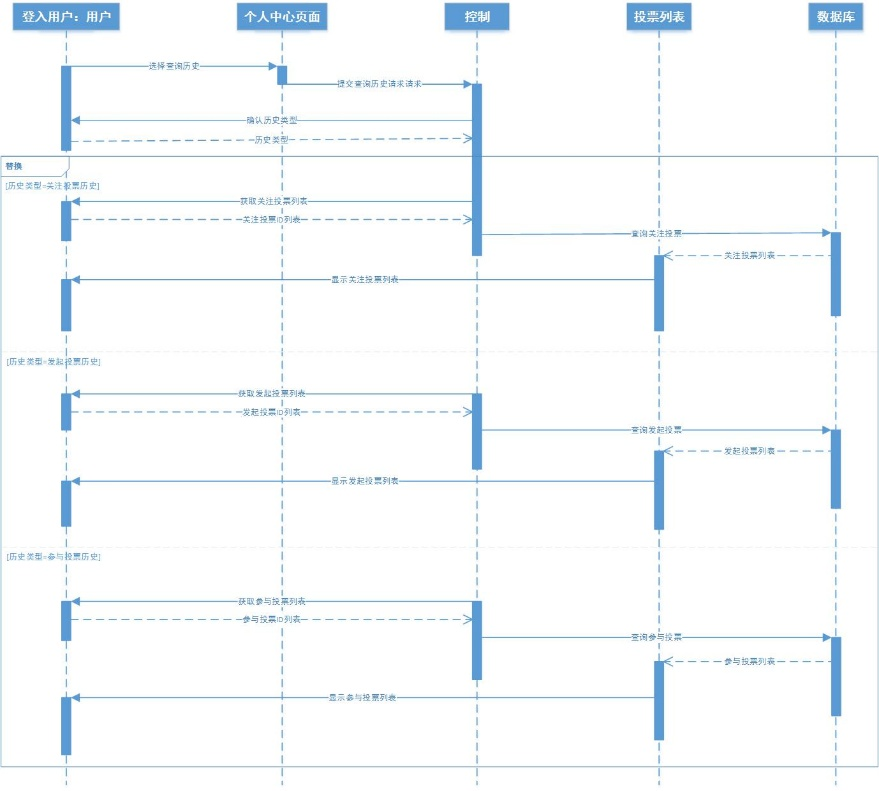 登入用户：用户
个人中心页面
控制
投票列表
数据库
选择查询历史
提交查询历史请求请求
确认历史类型
历史类型
替换
[历史类型=关注投票历史]
获取关注投票列表
关注投票ID列表
查询关注投票
关注投票列表
显示关注投票列表
[历史类型=发起投票历史]
获取发起投票列表
发起投票ID列表
查询发起投票
发起投票列表
显示发起投票列表
[历史类型=参与投票历史]
获取参与投票列表
参与投票ID列表
查询参与投票
参与投票列表
显示参与投票列表